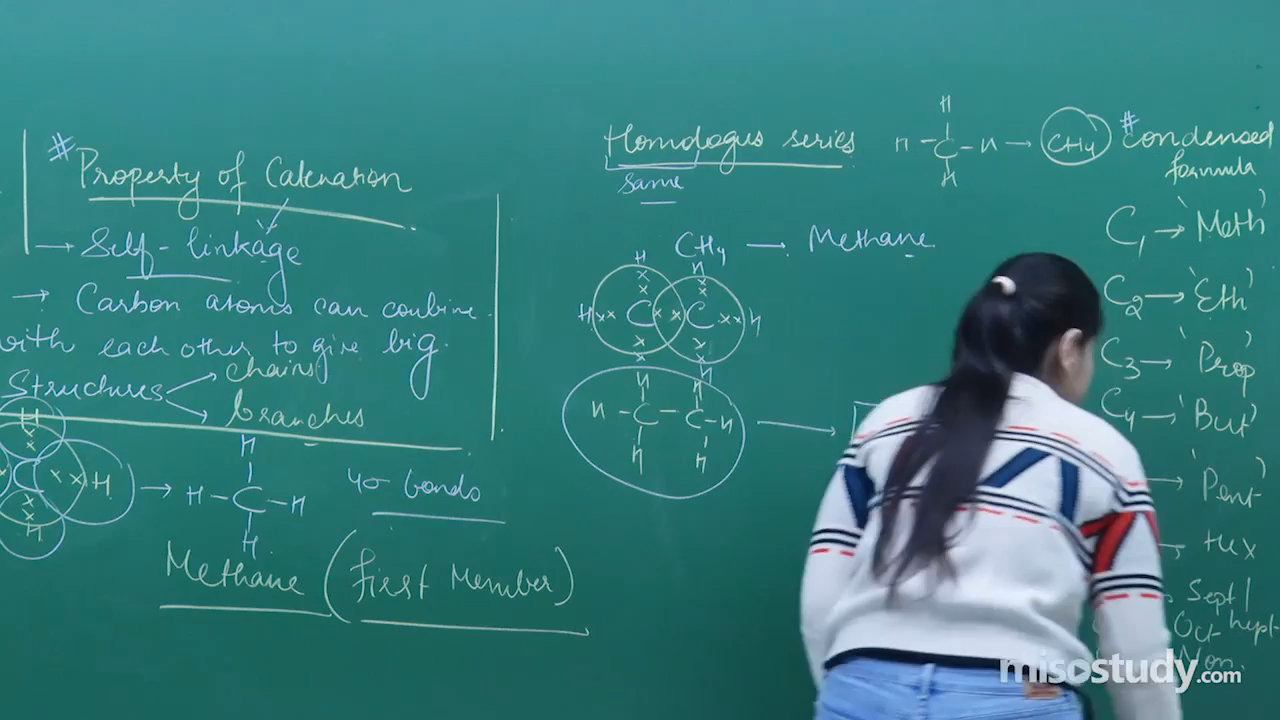 # Property of Catenation
→ Self-linkage
→ Carbon atoms can conbine
with each other to give big
Structures
chains
branches
H
x x H
H
→
H
H - C - H
H
4σ bonds
Methane (First Member)
Homologus series
same
CH4 → Methane
H H
H x x C x x C x x H
H H
H - C - C - H
H H
H
H - C - H → CH4
H
# Condensed
formula
C1 → 'Meth'
C2 → 'Eth'
C3 → 'Prop'
C4 → 'But'
→ 'Pent'
→ Hex
Sept/
hept
Oct
Non
misostudy.com